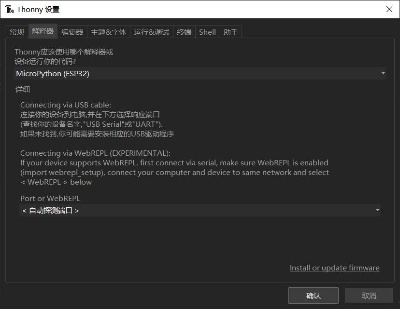 Thonny 设置
常规 解释器 编辑器 主题&字体 运行&调试 终端 Shell 助手
Thonny应该使用哪个解释器或
设备运行你的代码?
MicroPython (ESP32)
详细
Connecting via USB cable:
连接你的设备到电脑,并在下方选择响应端口
(查找你的设备名字,"USB Serial"或"UART").
如果未找到,你可能需要安装相应的USB驱动程序
Connecting via WebREPL (EXPERIMENTAL):
If your device supports WebREPL, first connect via serial, make sure WebREPL is enabled
(import webrepl_setup), connect your computer and device to same network and select
< WebREPL > below
Port or WebREPL
< 自动探测端口 >
Install or update firmware
确认 取消